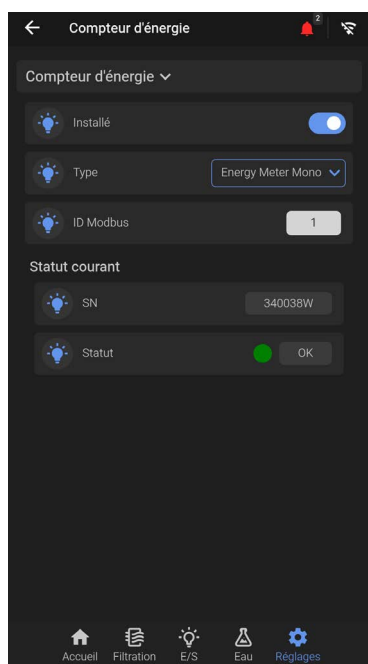 Compteur d'énergie
2
Compteur d'énergie
Installé
Type
Energy Meter Mono
ID Modbus
1
Statut courant
SN
340038W
Statut
OK
Accueil
Filtration
E/S
Eau
Réglages